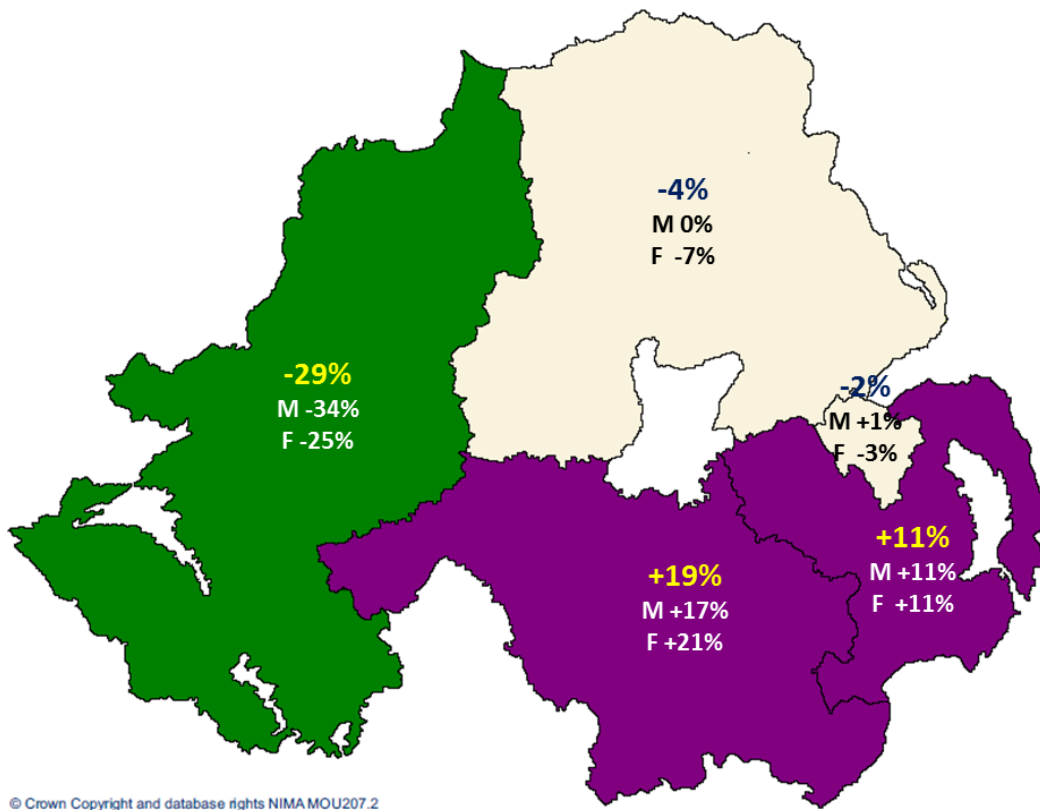 -4%
M 0%
F -7%
-29%
M -34%
F -25%
-2%
M +1%
F -3%
+11%
M +11%
F +11%
+19%
M +17%
F +21%
© Crown Copyright and database rights NIMA MOU207.2